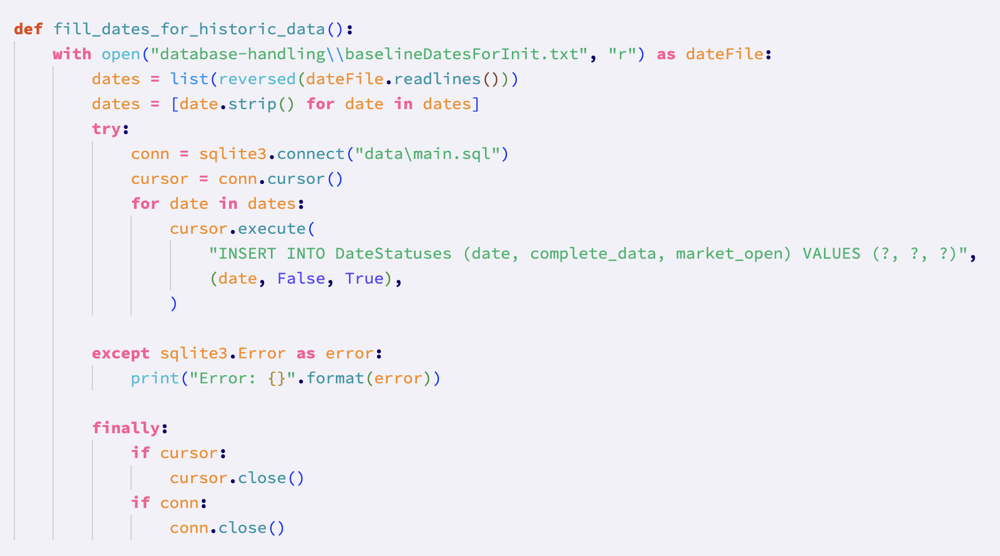 def fill_dates_for_historic_data():
    with open("database-handling\\baselineDatesForInit.txt", "r") as dateFile:
        dates = list(reversed(dateFile.readlines()))
        dates = [date.strip() for date in dates]
        try:
            conn = sqlite3.connect("data\main.sql")
            cursor = conn.cursor()
            for date in dates:
                cursor.execute(
                    "INSERT INTO DateStatuses (date, complete_data, market_open) VALUES (?, ?, ?)",
                    (date, False, True),
                )

        except sqlite3.Error as error:
            print("Error: {}".format(error))

        finally:
            if cursor:
                cursor.close()
            if conn:
                conn.close()